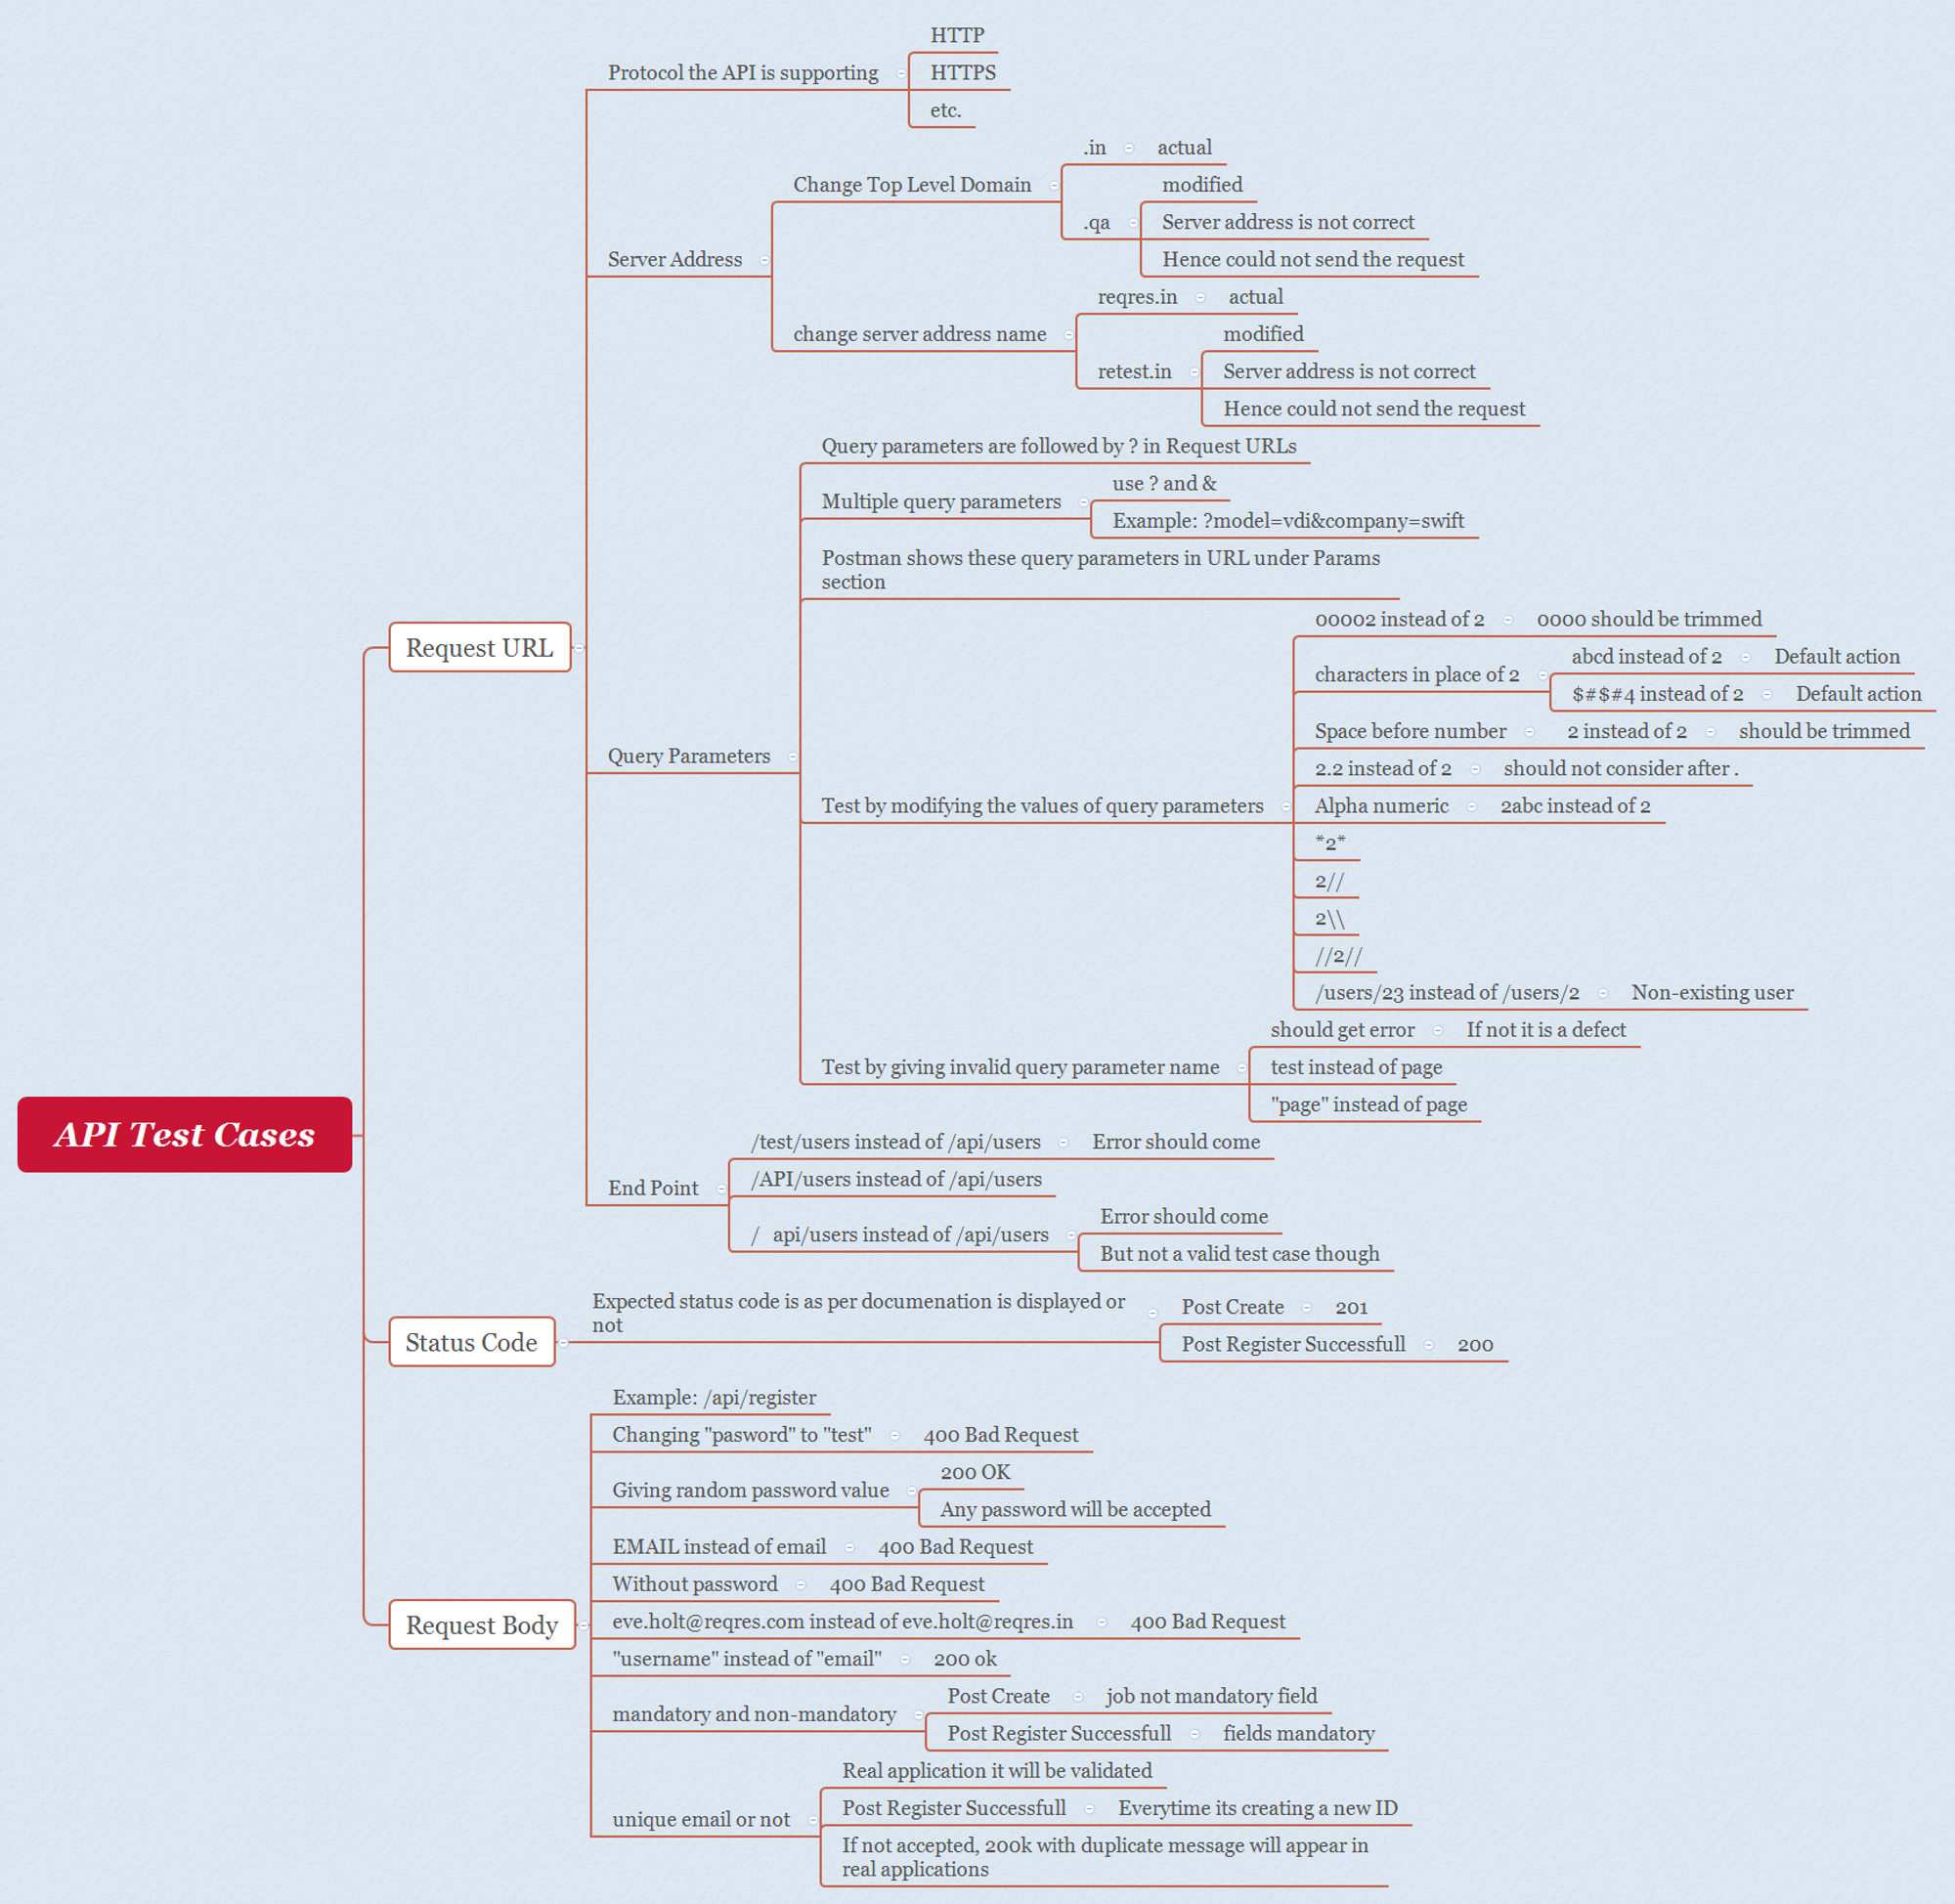 HTTP
Protocol the API is supporting
HTTPS
etc.
.in
actual
Change Top Level Domain
modified
.qa
Server address is not correct
Hence could not send the request
Server Address
reqres.in
actual
change server address name
modified
retest.in
Server address is not correct
Hence could not send the request
Query parameters are followed by ? in Request URLs
Multiple query parameters
use ? and &
Example: ?model=vdi&company=swift
Postman shows these query parameters in URL under Params
section
Request URL
00002 instead of 2
0000 should be trimmed
characters in place of 2
abcd instead of 2
Default action
$#$#4 instead of 2
Default action
Query Parameters
Space before number
2 instead of 2
should be trimmed
2.2 instead of 2
should not consider after .
Test by modifying the values of query parameters
Alpha numeric
2abc instead of 2
*2*
2//
2\\
//2//
/users/23 instead of /users/2
Non-existing user
should get error
If not it is a defect
Test by giving invalid query parameter name
test instead of page
"page" instead of page
API Test Cases
/test/users instead of /api/users
Error should come
End Point
/API/users instead of /api/users
/ api/users instead of /api/users
Error should come
But not a valid test case though
Status Code
Expected status code is as per documenation is displayed or
not
Post Create
201
Post Register Successfull
200
Example: /api/register
Changing "pasword" to "test"
400 Bad Request
Giving random password value
200 OK
Any password will be accepted
EMAIL instead of email
400 Bad Request
Without password
400 Bad Request
Request Body
eve.holt@reqres.com instead of eve.holt@reqres.in
400 Bad Request
"username" instead of "email"
200 ok
mandatory and non-mandatory
Post Create
job not mandatory field
Post Register Successfull
fields mandatory
unique email or not
Real application it will be validated
Post Register Successfull
Everytime its creating a new ID
If not accepted, 200k with duplicate message will appear in
real applications